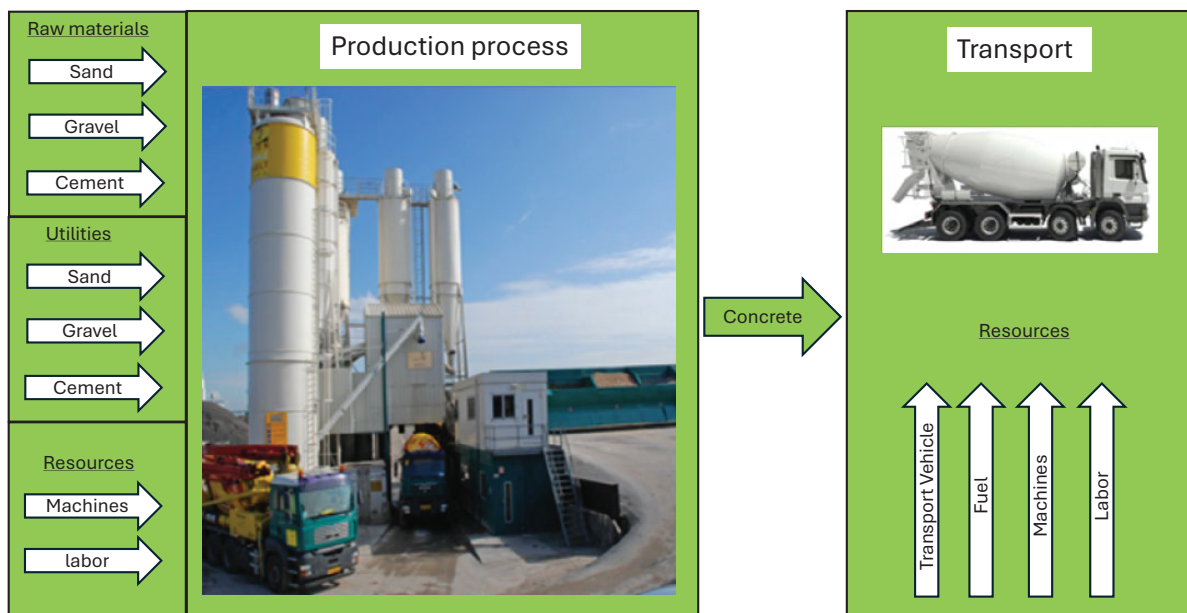 Raw materials
Sand
Gravel
Cement
Utilities
Sand
Gravel
Cement
Resources
Machines
labor
Production process
Concrete
Transport
Resources
Transport Vehicle
Fuel
Machines
Labor